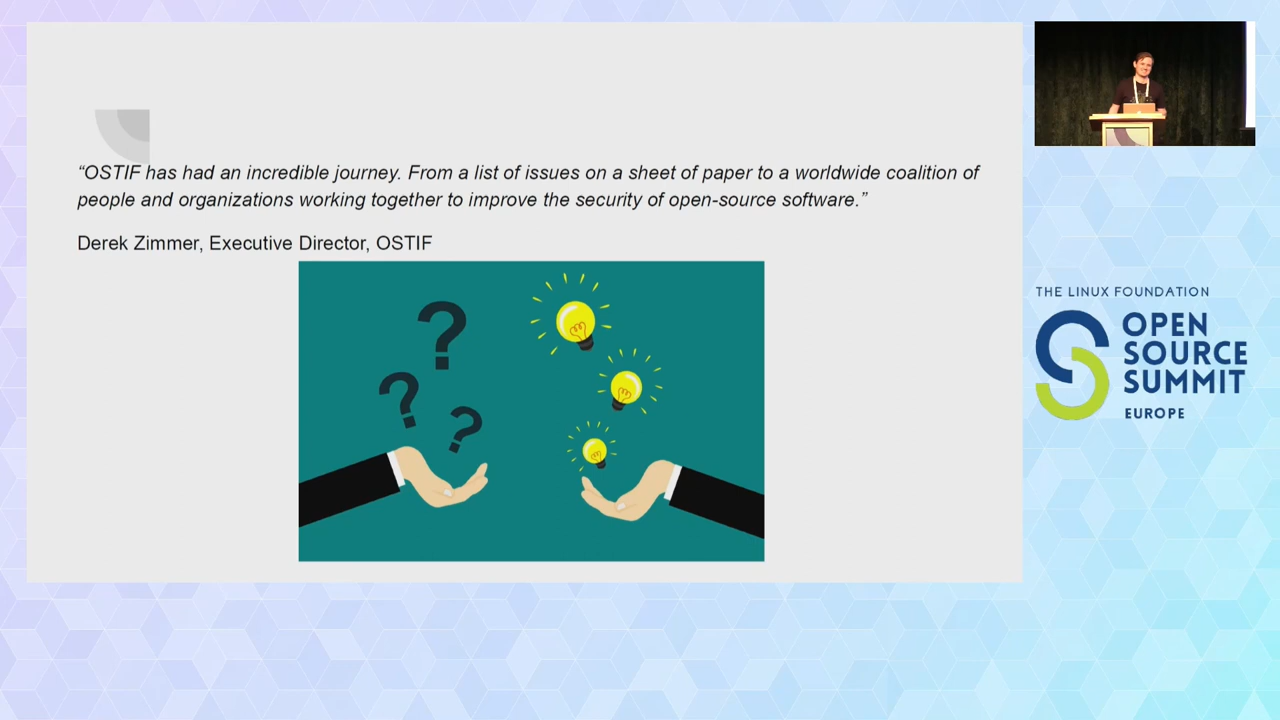 “OSTIF has had an incredible journey. From a list of issues on a sheet of paper to a worldwide coalition of
people and organizations working together to improve the security of open-source software.”
Derek Zimmer, Executive Director, OSTIF
? ? ?
THE LINUX FOUNDATION
OPEN
SOURCE
SUMMIT
EUROPE